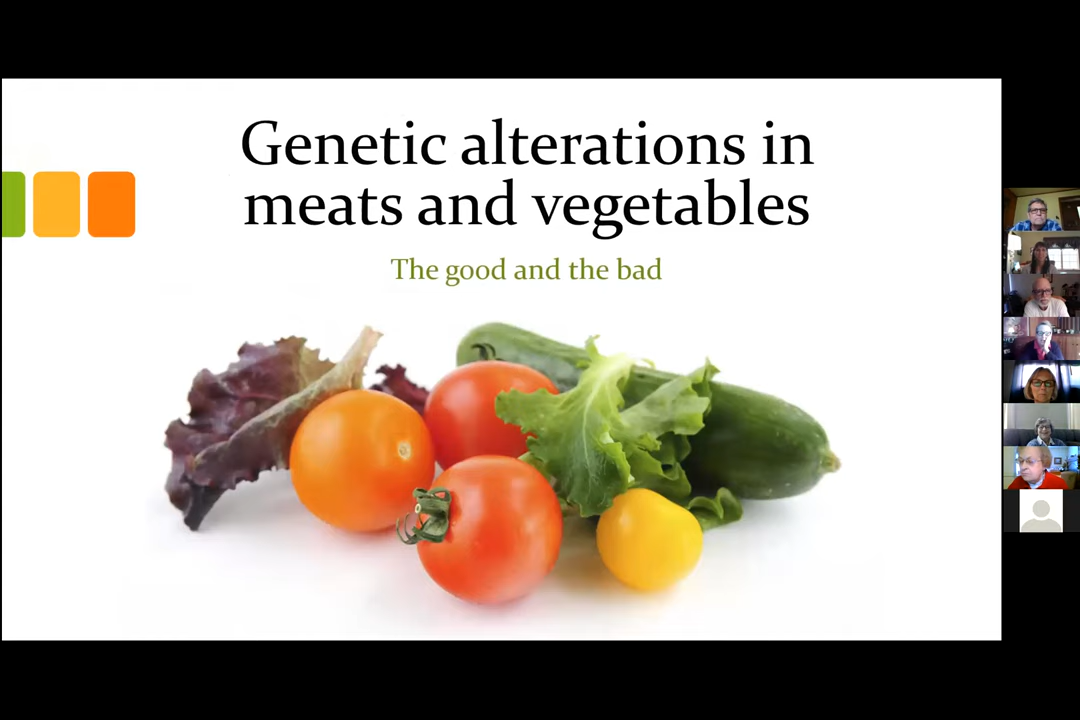 Genetic alterations in
meats and vegetables
The good and the bad